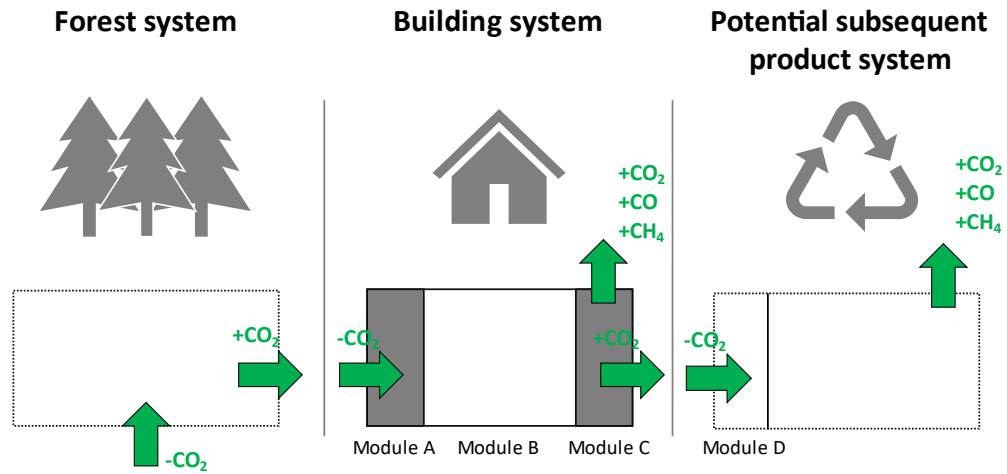 Forest system
Building system
Potential subsequent
product system
+CO₂
+CO
+CH₄
+CO₂
+CO
+CH₄
+CO₂
-CO₂
+CO₂
-CO₂
-CO₂
Module A
Module B
Module C
Module D